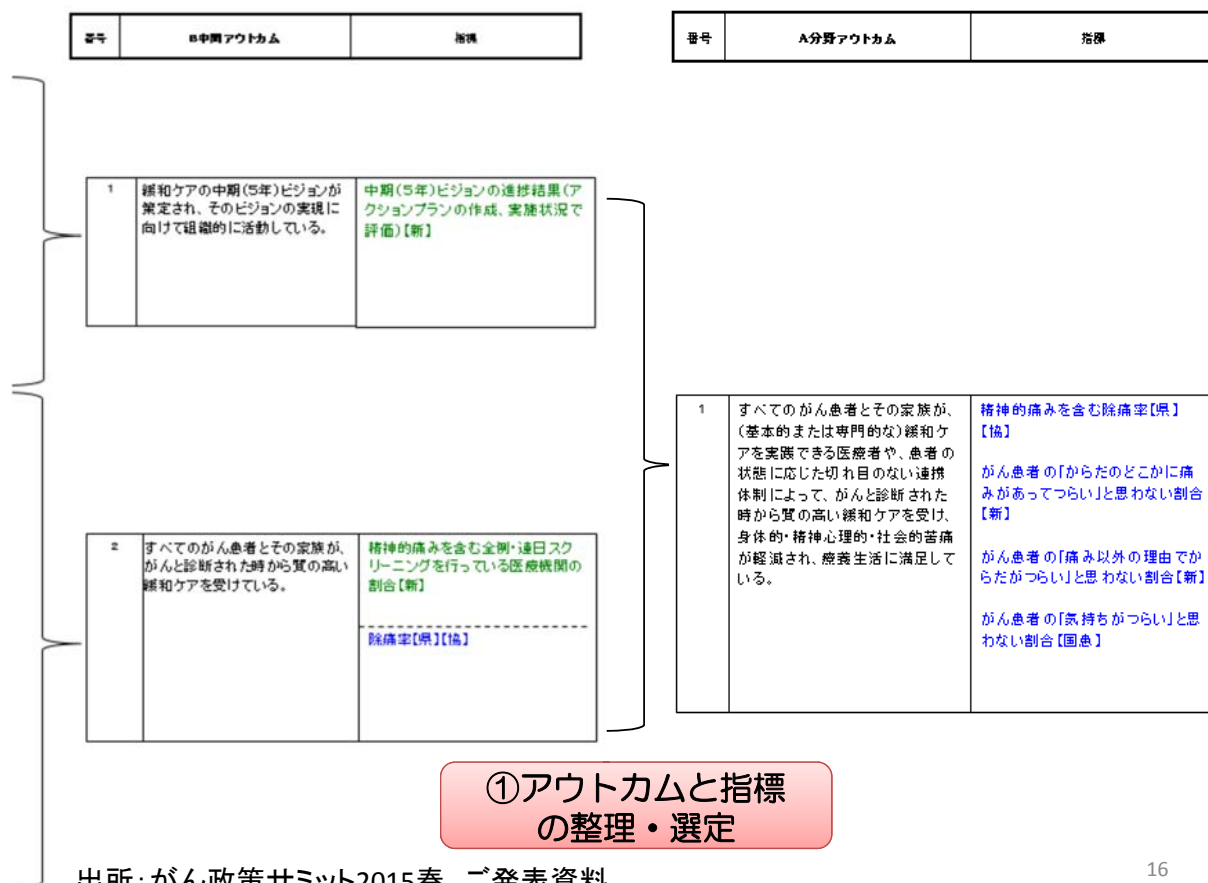 番号
B中間アウトカム
指標
番号
A分野アウトカム
指標
1
緩和ケアの中期(5年)ビジョンが
策定され、そのビジョンの実現に
向けて組織的に活動している。
中期(5年)ビジョンの進捗結果(ア
クションプランの作成、実施状況で
評価)【新】
2
すべてのがん患者とその家族が、
がんと診断された時から質の高い
緩和ケアを受けている。
精神的痛みを含む全例・連日スク
リーニングを行っている医療機関の
割合【新】
除痛率【県】【協】
1
すべてのがん患者とその家族が、
(基本的または専門的な)緩和ケ
アを実践できる医療者や、患者の
状態に応じた切れ目のない連携
体制によって、がんと診断された
時から質の高い緩和ケアを受け、
身体的・精神心理的・社会的苦痛
が軽減され、療養生活に満足して
いる。
精神的痛みを含む除痛率【県】
【協】
がん患者の「からだのどこかに痛
みがあってつらい」と思わない割合
【新】
がん患者の「痛み以外の理由でか
らだがつらい」と思わない割合【新】
がん患者の「気持ちがつらい」と思
わない割合【国患】
①アウトカムと指標
の整理・選定
出所:がん政策サミット2015春 ご発表資料
16